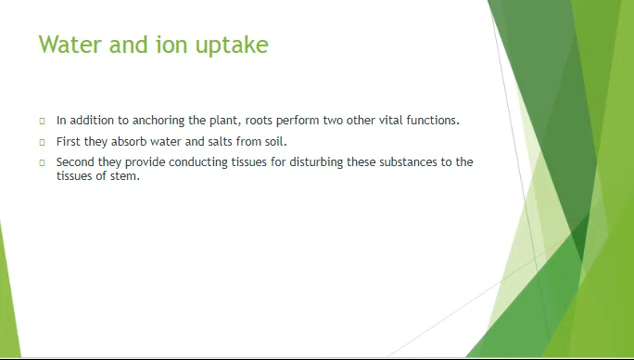 Water and ion uptake
In addition to anchoring the plant, roots perform two other vital functions.
First they absorb water and salts from soil.
Second they provide conducting tissues for disturbing these substances to the
tissues of stem.